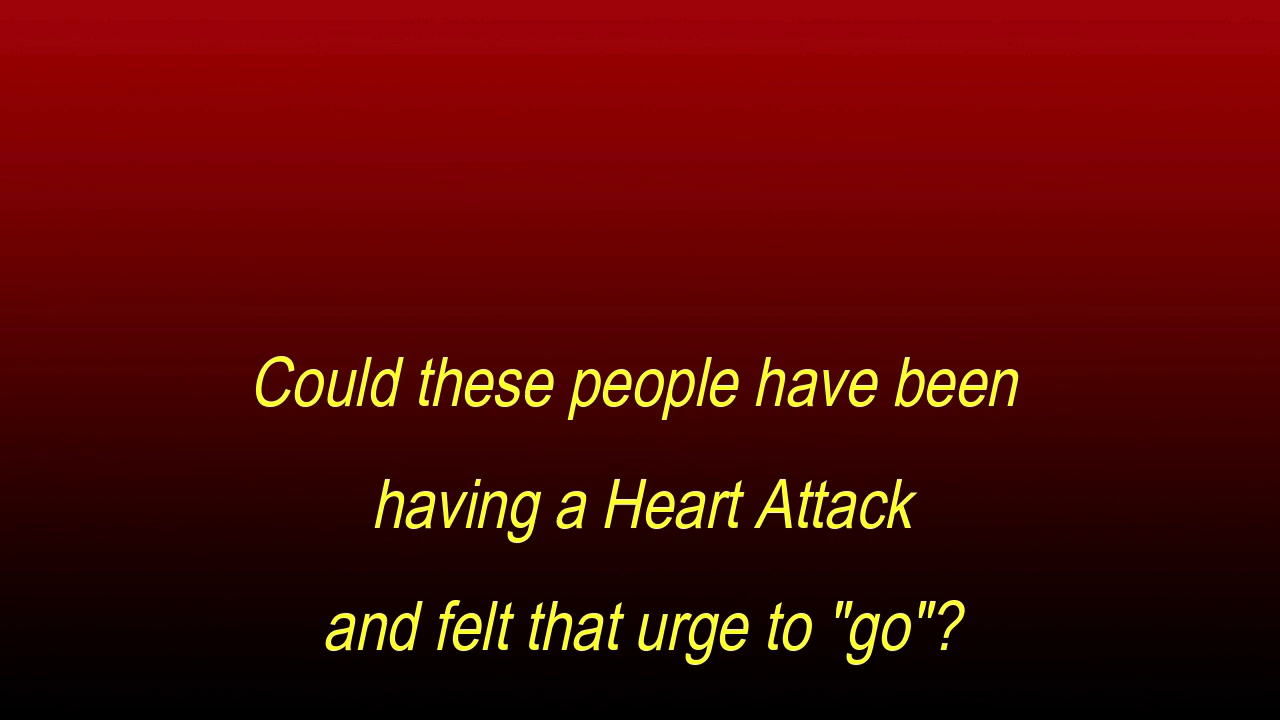 Could these people have been
having a Heart Attack
and felt that urge to "go"?